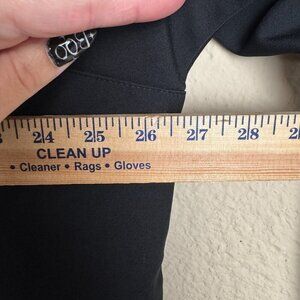 24 25 26 27 28
CLEAN UP
• Cleaner • Rags • Gloves